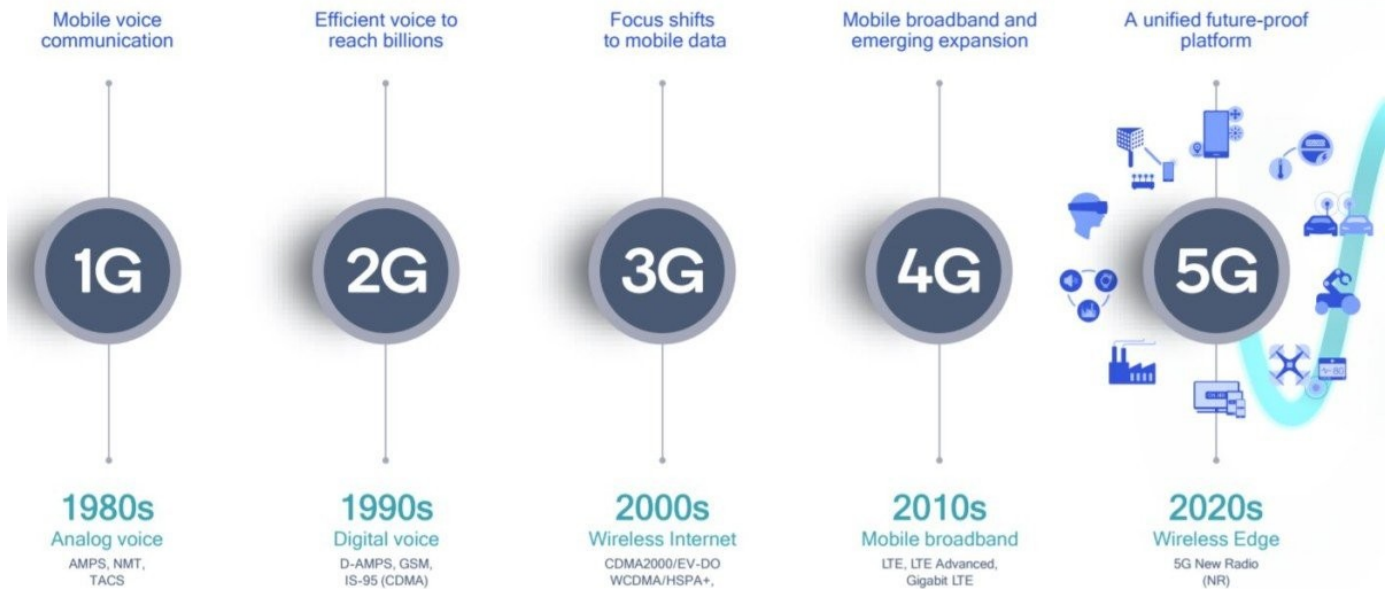 Mobile voice
communication
Efficient voice to
reach billions
Focus shifts
to mobile data
Mobile broadband and
emerging expansion
A unified future-proof
platform
1G
2G
3G
4G
5G
80
1980s
Analog voice
AMPS, NMT,
TACS
1990s
Digital voice
D-AMPS, GSM,
IS-95 (CDMA)
2000s
Wireless Internet
CDMA2000/EV-DO
WCDMA/HSPA+,
2010s
Mobile broadband
LTE, LTE Advanced,
Gigabit LTE
2020s
Wireless Edge
5G New Radio
(NR)